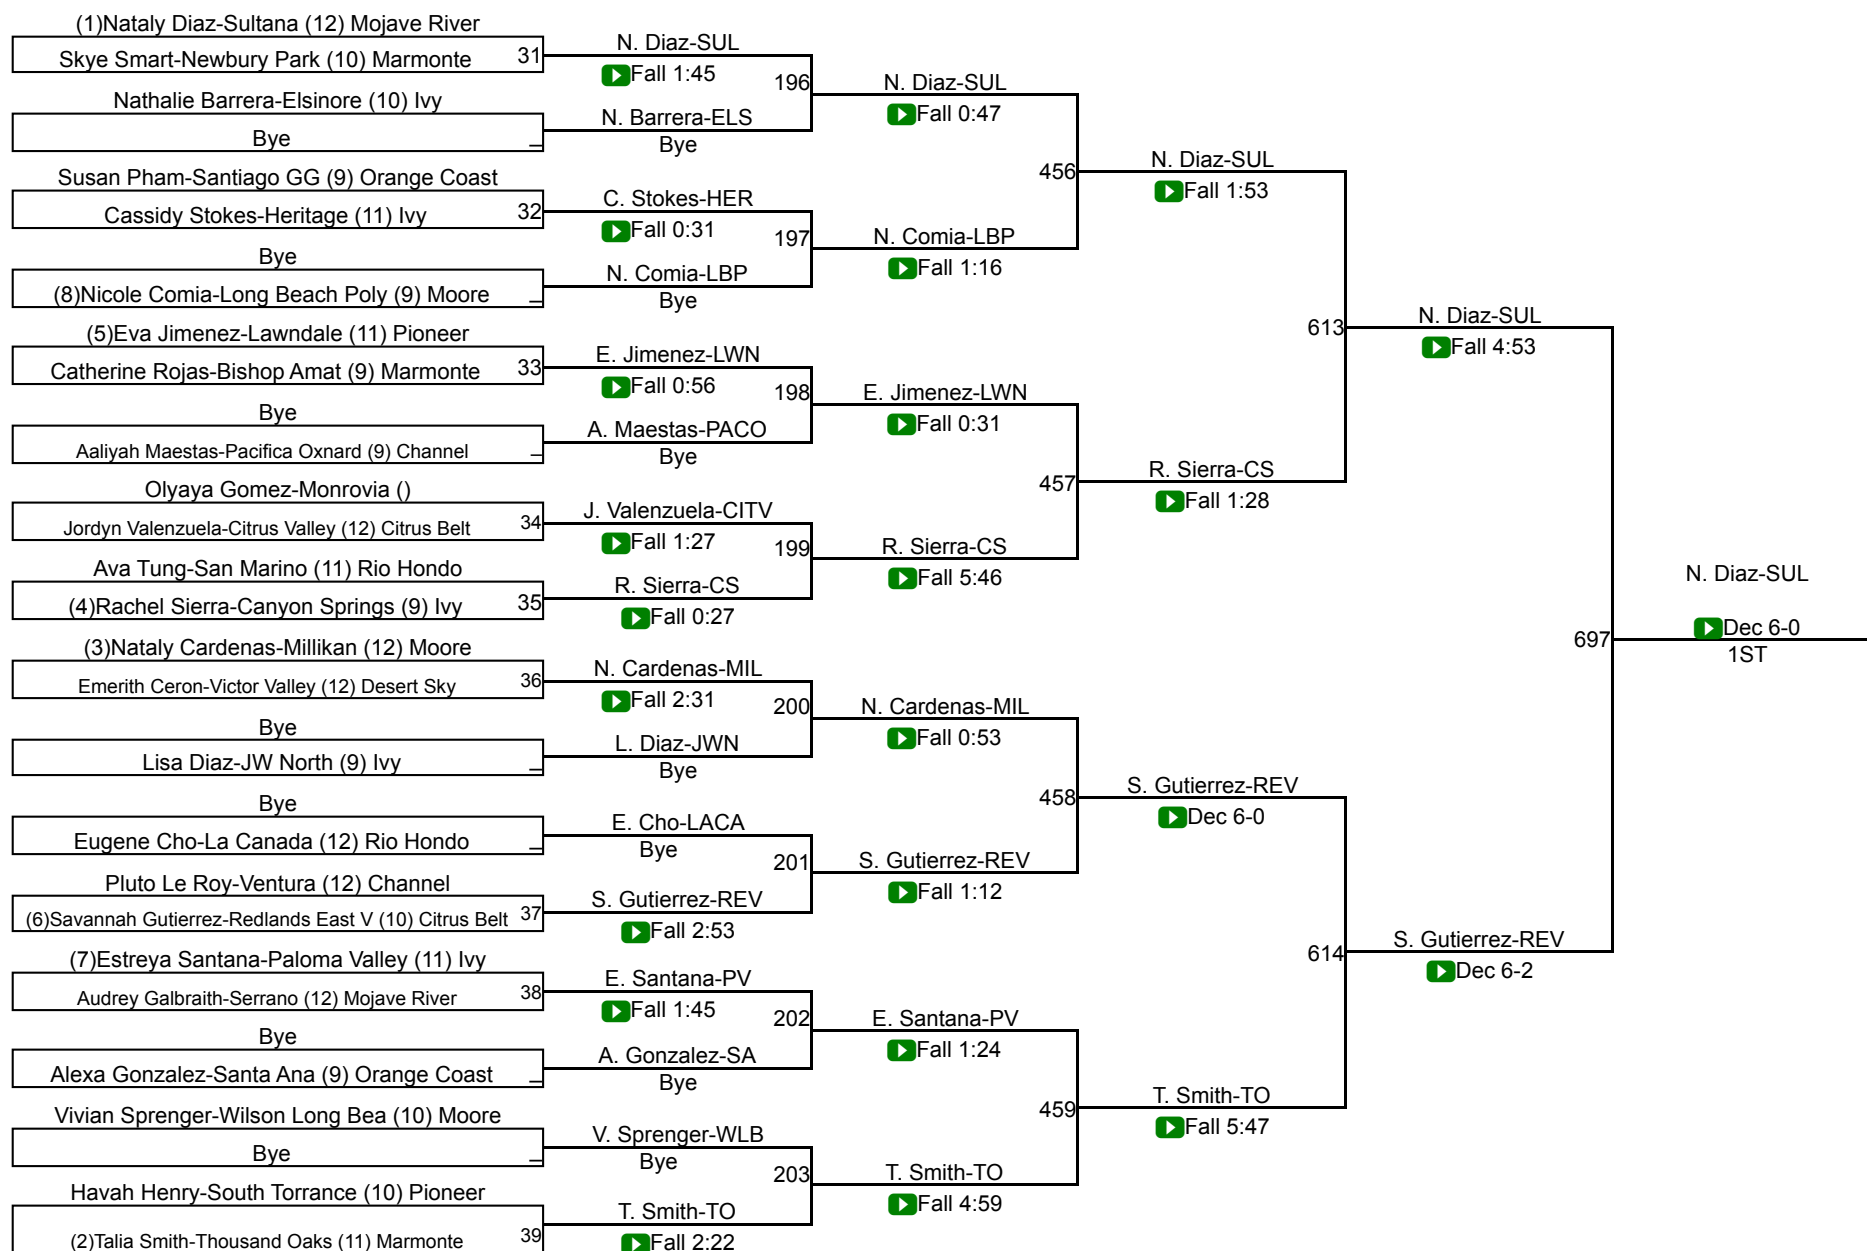 (1)Nataly Diaz-Sultana (12) Mojave River
Skye Smart-Newbury Park (10) Marmonte 31
Nathalie Barrera-Elsinore (10) Ivy
Bye _
Susan Pham-Santiago GG (9) Orange Coast
Cassidy Stokes-Heritage (11) Ivy 32
Bye
(8)Nicole Comia-Long Beach Poly (9) Moore _
(5)Eva Jimenez-Lawndale (11) Pioneer
Catherine Rojas-Bishop Amat (9) Marmonte 33
Bye
Aaliyah Maestas-Pacifica Oxnard (9) Channel _
Olyaya Gomez-Monrovia ()
Jordyn Valenzuela-Citrus Valley (12) Citrus Belt 34
Ava Tung-San Marino (11) Rio Hondo
(4)Rachel Sierra-Canyon Springs (9) Ivy 35
(3)Nataly Cardenas-Millikan (12) Moore
Emerith Ceron-Victor Valley (12) Desert Sky 36
Bye
Lisa Diaz-JW North (9) Ivy _
Bye
Eugene Cho-La Canada (12) Rio Hondo _
Pluto Le Roy-Ventura (12) Channel
(6)Savannah Gutierrez-Redlands East V (10) Citrus Belt 37
(7)Estreya Santana-Paloma Valley (11) Ivy
Audrey Galbraith-Serrano (12) Mojave River 38
Bye
Alexa Gonzalez-Santa Ana (9) Orange Coast _
Vivian Sprenger-Wilson Long Bea (10) Moore
Bye _
Havah Henry-South Torrance (10) Pioneer
(2)Talia Smith-Thousand Oaks (11) Marmonte 39
N. Diaz-SUL
Fall 1:45
196
N. Barrera-ELS
Bye
C. Stokes-HER
Fall 0:31
197
N. Comia-LBP
Bye
E. Jimenez-LWN
Fall 0:56
198
A. Maestas-PACO
Bye
J. Valenzuela-CITV
Fall 1:27
199
R. Sierra-CS
Fall 0:27
N. Cardenas-MIL
Fall 2:31
200
L. Diaz-JWN
Bye
E. Cho-LACA
Bye
201
S. Gutierrez-REV
Fall 2:53
E. Santana-PV
Fall 1:45
202
A. Gonzalez-SA
Bye
V. Sprenger-WLB
Bye
203
T. Smith-TO
Fall 2:22
N. Diaz-SUL
Fall 0:47
456
N. Comia-LBP
Fall 1:16
E. Jimenez-LWN
Fall 0:31
457
R. Sierra-CS
Fall 5:46
N. Cardenas-MIL
Fall 0:53
458
S. Gutierrez-REV
Fall 1:12
E. Santana-PV
Fall 1:24
459
T. Smith-TO
Fall 4:59
N. Diaz-SUL
Fall 1:53
613
R. Sierra-CS
Fall 1:28
S. Gutierrez-REV
Dec 6-0
614
T. Smith-TO
Fall 5:47
N. Diaz-SUL
Fall 4:53
697
S. Gutierrez-REV
Dec 6-2
N. Diaz-SUL
Dec 6-0
1ST